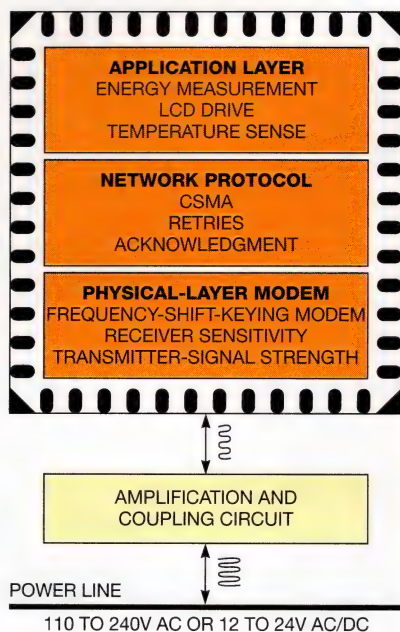 APPLICATION LAYER
ENERGY MEASUREMENT
LCD DRIVE
TEMPERATURE SENSE
NETWORK PROTOCOL
CSMA
RETRIES
ACKNOWLEDGMENT
PHYSICAL-LAYER MODEM
FREQUENCY-SHIFT-KEYING MODEM
RECEIVER SENSITIVITY
TRANSMITTER-SIGNAL STRENGTH
AMPLIFICATION AND
COUPLING CIRCUIT
POWER LINE
110 TO 240V AC OR 12 TO 24V AC/DC